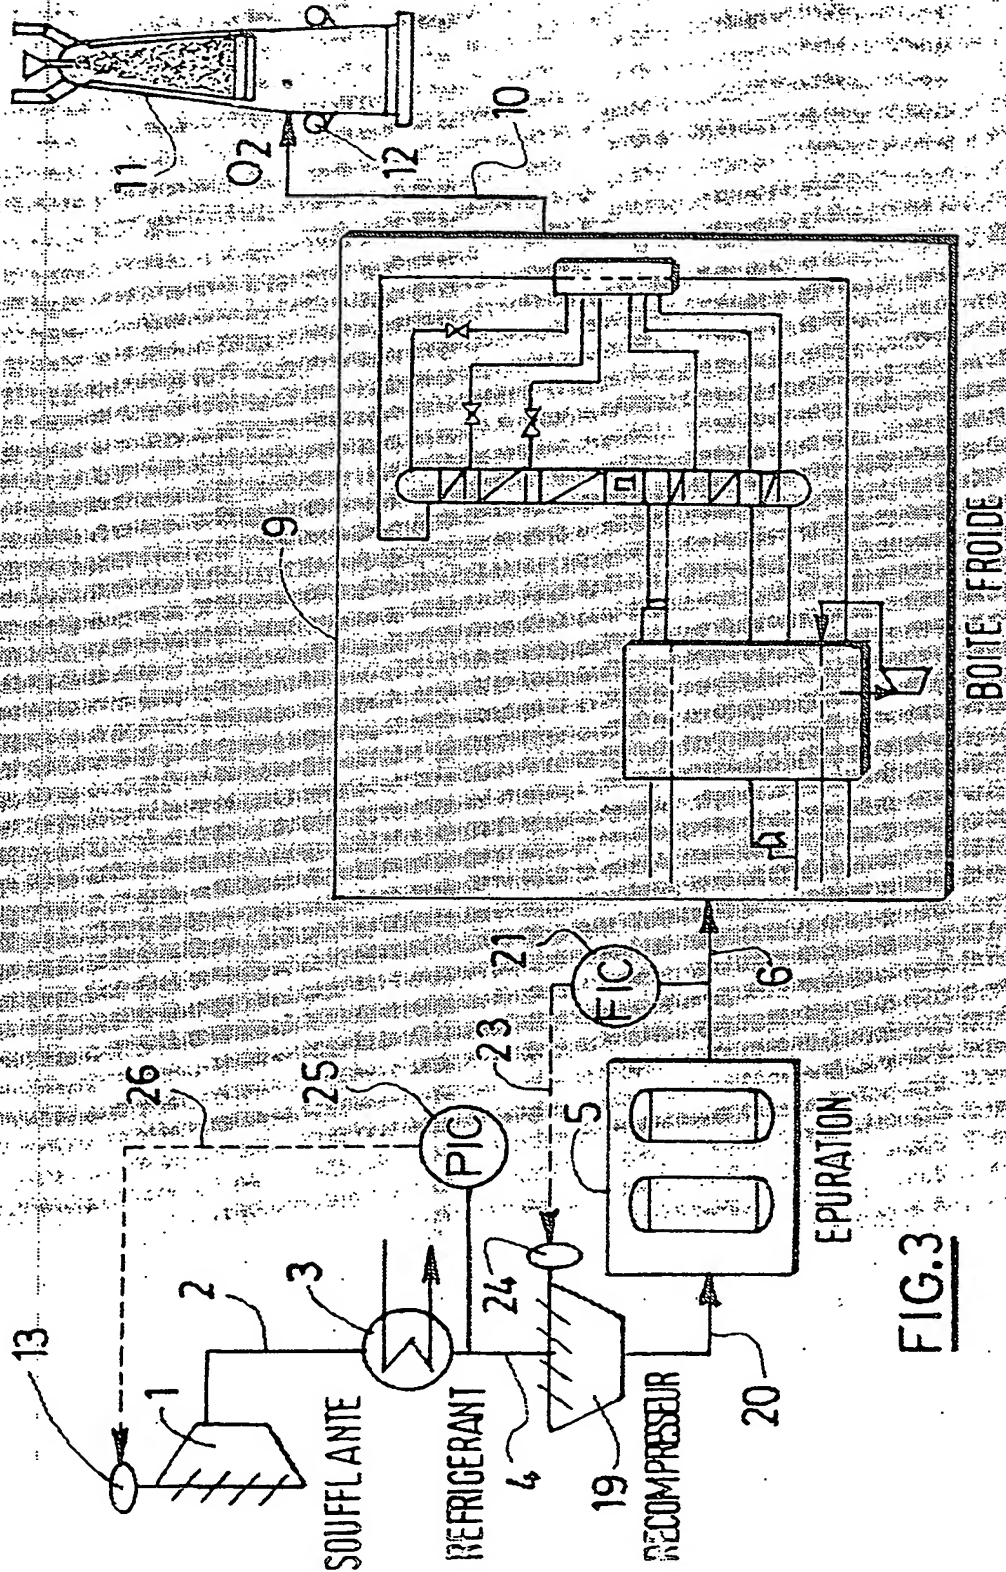 13
1
2
3
SOUFFLANTE
REFRIGERANT
4
26
25
PIC
24
23
21
FIC
19
RECOMPRESSEUR
20
5
EPURATION
6
9
BOITE FROIDE
10
O2
11
12
FIG.3